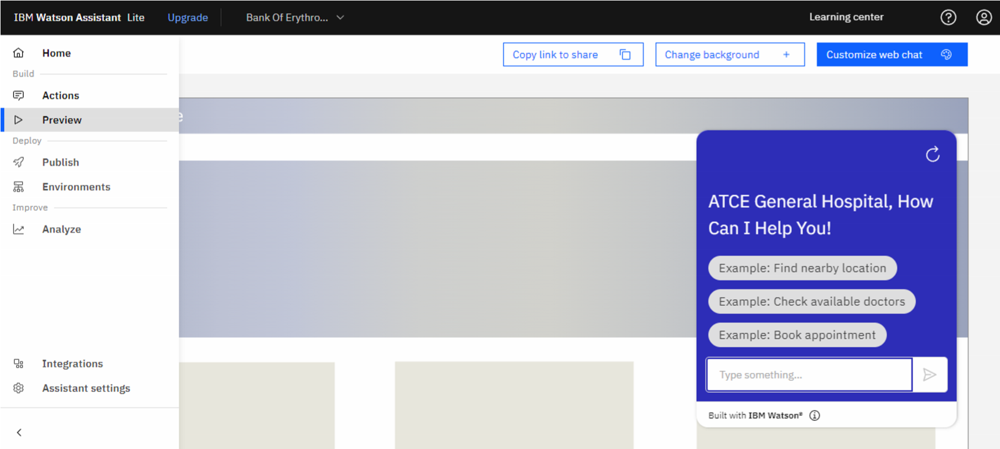 IBM Watson Assistant Lite
Upgrade
Bank Of Erythro...
Learning center
Home
Build
Actions
Preview
Deploy
Publish
Environments
Improve
Analyze
Integrations
Assistant settings
Copy link to share
Change background
Customize web chat
e
ATCE General Hospital, How
Can I Help You!
Example: Find nearby location
Example: Check available doctors
Example: Book appointment
Type something...
Built with IBM Watson®